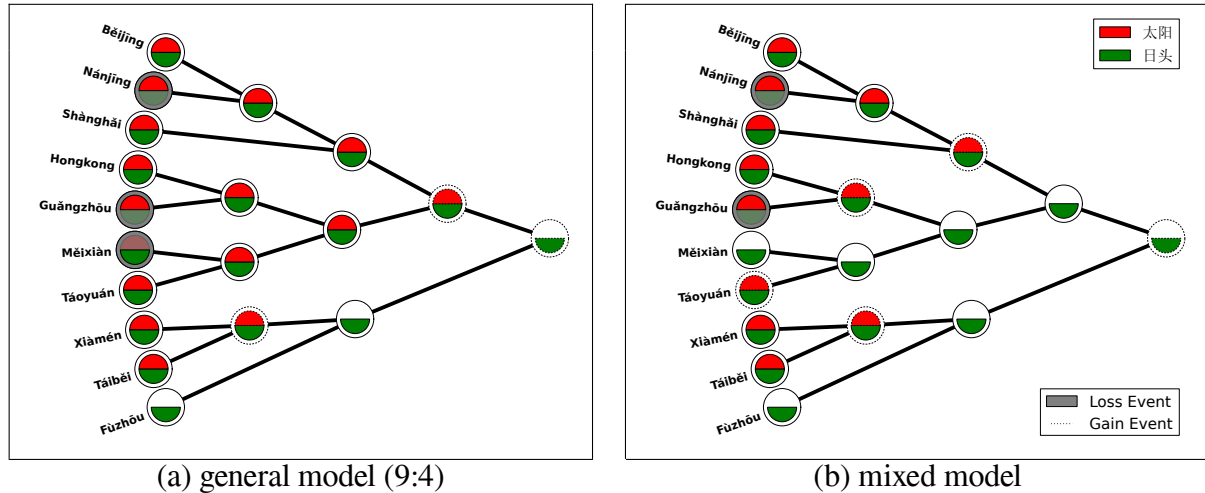 Běijīng
Nánjīng
Shànghǎi
Hongkong
Guǎngzhōu
Měixiàn
Táoyuán
Xiàmén
Táiběi
Fùzhōu
(a) general model (9:4)
太阳
日头
Běijīng
Nánjīng
Shànghǎi
Hongkong
Guǎngzhōu
Měixiàn
Táoyuán
Xiàmén
Táiběi
Fùzhōu
Loss Event
Gain Event
(b) mixed model